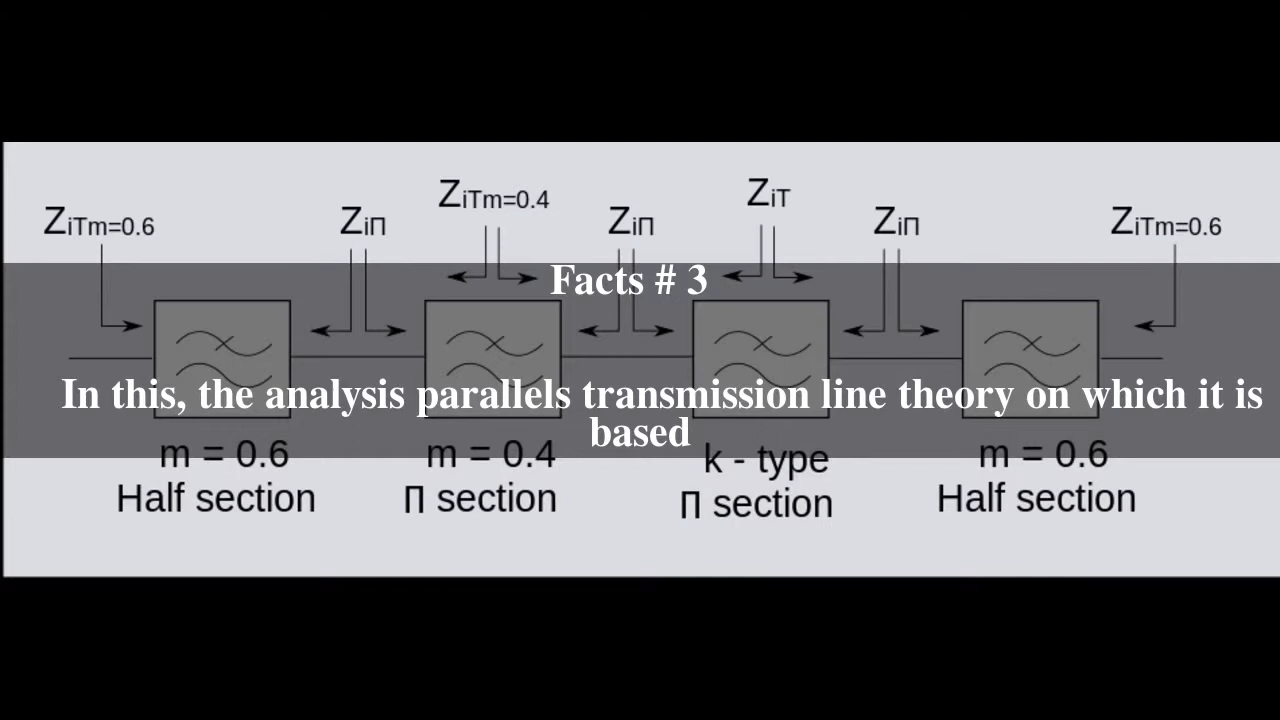 ZiTm=0.6 ZiΠ ZiTm=0.4 ZiΠ ZiT ZiΠ ZiTm=0.6
Facts # 3
In this, the analysis parallels transmission line theory on which it is
based
m = 0.6 m = 0.4 k - type m = 0.6
Half section Π section Π section Half section